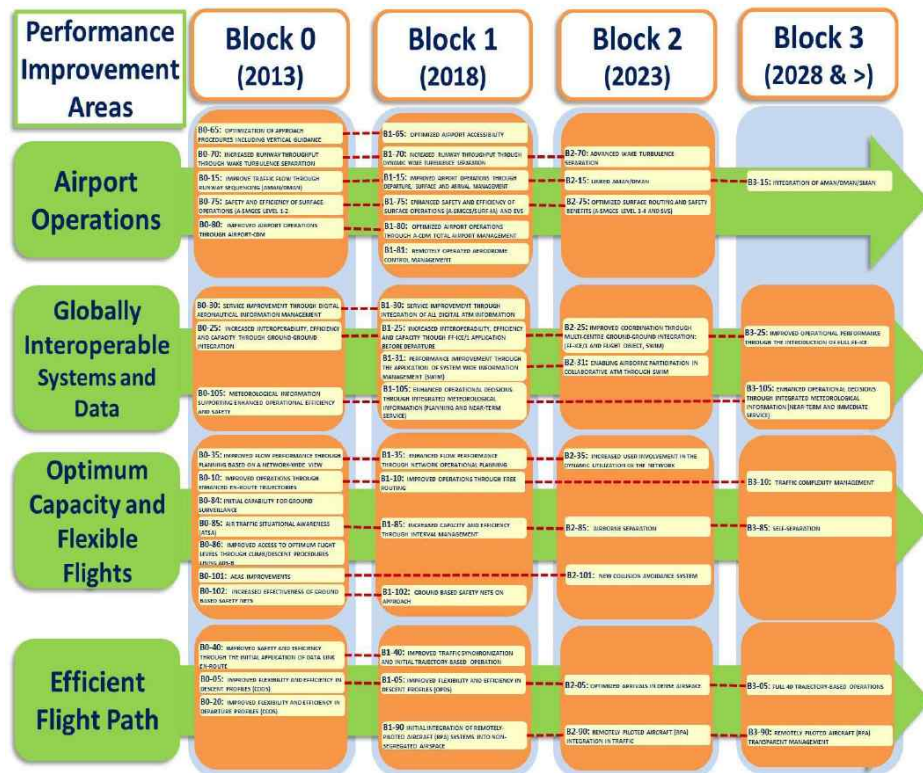 Performance
Improvement
Areas
Block 0
(2013)
Block 1
(2018)
Block 2
(2023)
Block 3
(2028 & >)
Airport
Operations
B0-65: OPTIMIZATION OF APPROACH
PROCEDURES INCLUDING VERTICAL GUIDANCE
B0-70: INCREASED RUNWAY THROUGHPUT
THROUGH WAKE TURBULENCE SEPARATION
B0-15: IMPROVE TRAFFIC FLOW THROUGH
RUNWAY SEQUENCING (AMAN/DMAN)
B0-75: SAFETY AND EFFICIENCY OF SURFACE
OPERATIONS (A-SMGCS LEVEL 1-2)
B0-80: IMPROVED AIRPORT OPERATIONS
THROUGH AIRPORT-CDM
B1-65: OPTIMIZED AIRPORT ACCESSIBILITY
B1-70: INCREASED RUNWAY THROUGHPUT THROUGH
DYNAMIC WAKE TURBULENCE SEPARATION
B1-15: IMPROVED AIRPORT OPERATIONS THROUGH
DEPARTURE, SURFACE AND ARRIVAL MANAGEMENT
B1-75: ENHANCED SAFETY AND EFFICIENCY OF
SURFACE OPERATIONS
AND EVS
B1-80: OPTIMIZED AIRPORT OPERATIONS
THROUGH A-CDM TOTAL AIRPORT MANAGEMENT
B1-81: REMOTELY OPERATED AERODROME
CONTROL MANAGEMENT
B2-70: ADVANCED WAKE TURBULENCE
SEPARATION
B2-15: LINKED AMAN/DMAN
B2-75: OPTIMIZED SURFACE ROUTING AND SAFETY
BENEFITS (A-SMGCS LEVEL 3-4 AND SVS)
B3-15: INTEGRATION OF AMAN/DMAN/SMAN
Globally
Interoperable
Systems and
Data
B0-30: SERVICE IMPROVEMENT THROUGH DIGITAL
AERONAUTICAL INFORMATION MANAGEMENT
B0-25: INCREASED INTEROPERABILITY, EFFICIENCY
AND CAPACITY THROUGH GROUND-GROUND
INTEGRATION
B0-105: METEOROLOGICAL INFORMATION
SUPPORTING ENHANCED OPERATIONAL EFFICIENCY
AND SAFETY
B1-30: SERVICE IMPROVEMENT THROUGH
INTEGRATION OF ALL DIGITAL ATM INFORMATION
B1-25: INCREASED INTEROPERABILITY, EFFICIENCY
AND CAPACITY THOUGH FF-ICE/1 APPLICATION
BEFORE DEPARTURE
B1-31: PERFORMANCE IMPROVEMENT THROUGH
THE APPLICATION OF SYSTEM WIDE INFORMATION
MANAGEMENT (SWIM)
B1-105: ENHANCED OPERATIONAL DECISIONS
THROUGH INTEGRATED METEOROLOGICAL
INFORMATION (PLANNING AND NEAR-TERM
SERVICE)
B2-25: IMPROVED COORDINATION THROUGH
MULTI-CENTRE GROUND-GROUND INTEGRATION:
(FF-ICE/1 AND FLIGHT OBJECT, SWIM)
B2-31: ENABLING AIRBORNE PARTICIPATION IN
COLLABORATIVE ATM THROUGH SWIM
B3-25: IMPROVED OPERATIONAL PERFORMANCE
THROUGH THE INTRODUCTION OF FULL FF-ICE
B3-105: ENHANCED OPERATIONAL DECISIONS
THROUGH INTEGRATED METEOROLOGICAL
INFORMATION (NEAR-TERM AND IMMEDIATE
SERVICE)
Optimum
Capacity and
Flexible
Flights
B0-35: IMPROVED FLOW PERFORMANCE THROUGH
PLANNING BASED ON A NETWORK-WIDE VIEW
B0-10: IMPROVED OPERATIONS THROUGH
ENHANCED EN-ROUTE TRAJECTORIES
B0-84: INITIAL CAPABILITY FOR GROUND
SURVEILLANCE
B0-85: AIR TRAFFIC SITUATIONAL AWARENESS
(ATSA)
B0-86: IMPROVED ACCESS TO OPTIMUM FLIGHT
LEVELS THROUGH CLIMB/DESCENT PROCEDURES
USING ADS-B
B0-101: ACAS IMPROVEMENTS
B0-102: INCREASED EFFECTIVENESS OF GROUND
BASED SAFETY NETS
B1-35: ENHANCED FLOW PERFORMANCE
THROUGH NETWORK OPERATIONAL PLANNING
B1-10: IMPROVED OPERATIONS THROUGH FREE
ROUTING
B1-85: INCREASED CAPACITY AND EFFICIENCY
THROUGH INTERVAL MANAGEMENT
B1-102: GROUND BASED SAFETY NETS ON
APPROACH
B2-35: INCREASED USER INVOLVEMENT IN THE
DYNAMIC UTILIZATION OF THE NETWORK
B2-85: AIRBORNE SEPARATION
B2-101: NEW COLLISION AVOIDANCE SYSTEM
B3-10: TRAFFIC COMPLEXITY MANAGEMENT
B3-85: SELF-SEPARATION
Efficient
Flight Path
B0-40: IMPROVED SAFETY AND EFFICIENCY
THROUGH THE INITIAL APPLICATION OF DATA LINK
EN-ROUTE
B0-05: IMPROVED FLEXIBILITY AND EFFICIENCY IN
DESCENT PROFILES (CDOS)
B0-20: IMPROVED FLEXIBILITY AND EFFICIENCY IN
DEPARTURE PROFILES (CCOS)
B1-40: IMPROVED TRAFFIC SYNCHRONIZATION
AND INITIAL TRAJECTORY-BASED OPERATION
B1-05: IMPROVED FLEXIBILITY AND EFFICIENCY IN
DESCENT PROFILES (OPDS)
B1-90 INITIAL INTEGRATION OF REMOTELY-
PILOTED AIRCRAFT (RPA) SYSTEMS INTO NON-
SEGREGATED AIRSPACE
B2-05: OPTIMIZED ARRIVALS IN DENSE AIRSPACE
B2-90: REMOTELY PILOTED AIRCRAFT (RPA)
INTEGRATION IN TRAFFIC
B3-05: FULL 4D TRAJECTORY-BASED OPERATIONS
B3-90: REMOTELY PILOTED AIRCRAFT (RPA)
TRANSPARENT MANAGEMENT